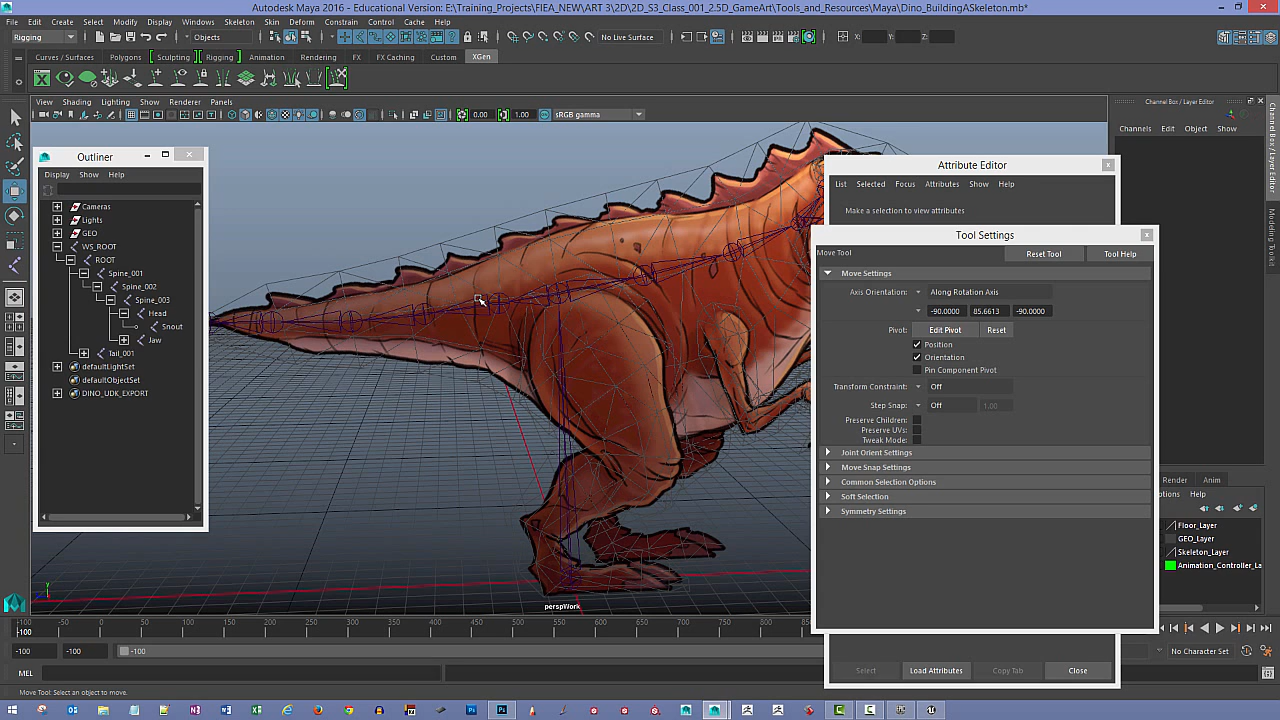 Autodesk Maya 2016 - Educational Version:E:\Training_Projects\FIEA_NEW\ART 3\2D\2D_S3_Class_001_2.5D_GameArt\Tools_and_Resources\Maya\Dino_BuildingASkeleton.mb*
File Edit Create Select Modify Display Windows Skeleton Skin Deform Constrain Control Cache Help
Rigging Objects No Live Surface X: Y: Z:
Curves / Surfaces Polygons Sculpting Rigging Animation Rendering FX FX Caching Custom XGen
View Shading Lighting Show Renderer Panels
0.00 1.00 sRGB gamma
Channel Box / Layer Editor
Channels Edit Object Show
Channel Box / Layer Editor
Modeling Toolkit
Outliner
Display Show Help
Cameras
Lights
GEO
WS_ROOT
ROOT
Spine_001
Spine_002
Spine_003
Head
Snout
Jaw
Tail_001
defaultLightSet
defaultObjectSet
DINO_UDK_EXPORT
Attribute Editor
List Selected Focus Attributes Show Help
Make a selection to view attributes
Tool Settings
Move Tool Reset Tool Tool Help
Move Settings
Axis Orientation: Along Rotation Axis
-90.0000 85.6613 -90.0000
Pivot: Edit Pivot Reset
Position
Orientation
Pin Component Pivot
Transform Constraint: Off
Step Snap: Off 1.00
Preserve Children:
Preserve UVs:
Tweak Mode:
Joint Orient Settings
Move Snap Settings
Common Selection Options
Soft Selection
Symmetry Settings
Select Load Attributes Copy Tab Close
Render Anim
Help
Floor_Layer
GEO_Layer
Skeleton_Layer
Animation_Controller_La
perspWork
y
-100 -50 0 50 100 150 200 250 300 350 400 450 500 550 600 650 700 750 800
-100
-100 -100 -100 No Character Set
MEL
Move Tool: Select an object to move.